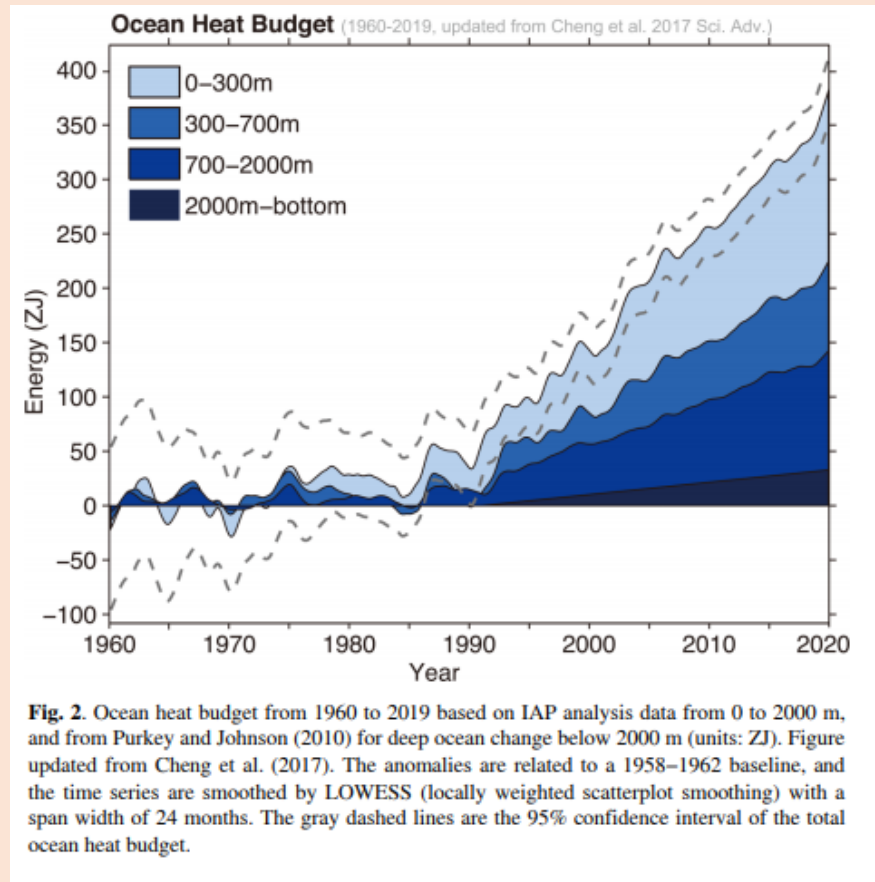 Ocean Heat Budget (1960-2019, updated from Cheng et al. 2017 Sci. Adv.)
400
350
300
250
200
150
100
50
0
−50
−100
Energy (ZJ)
0−300m
300−700m
700−2000m
2000m−bottom
1960 1970 1980 1990 2000 2010 2020
Year
Fig. 2. Ocean heat budget from 1960 to 2019 based on IAP analysis data from 0 to 2000 m,
and from Purkey and Johnson (2010) for deep ocean change below 2000 m (units: ZJ). Figure
updated from Cheng et al. (2017). The anomalies are related to a 1958−1962 baseline, and
the time series are smoothed by LOWESS (locally weighted scatterplot smoothing) with a
span width of 24 months. The gray dashed lines are the 95% confidence interval of the total
ocean heat budget.